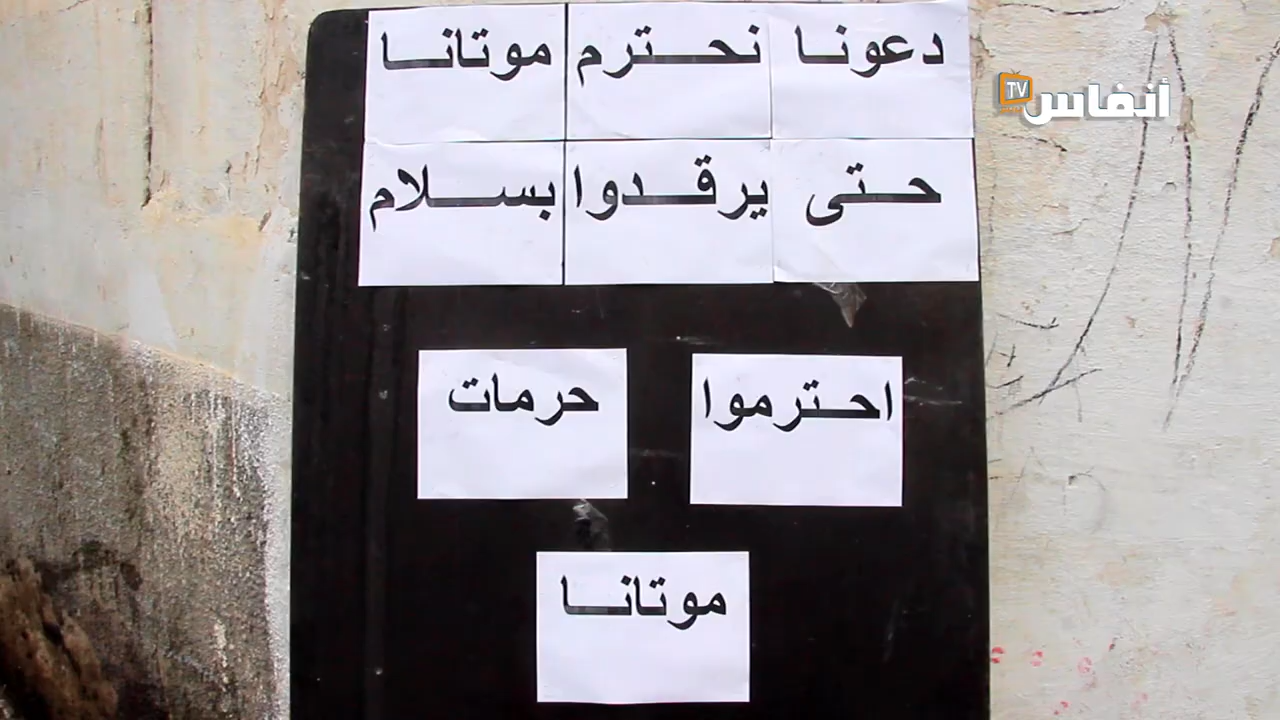 دعونا نحترم موتانا
أنفاس TV
حتى يرقدوا بسلام
احترموا حرمات
موتانا